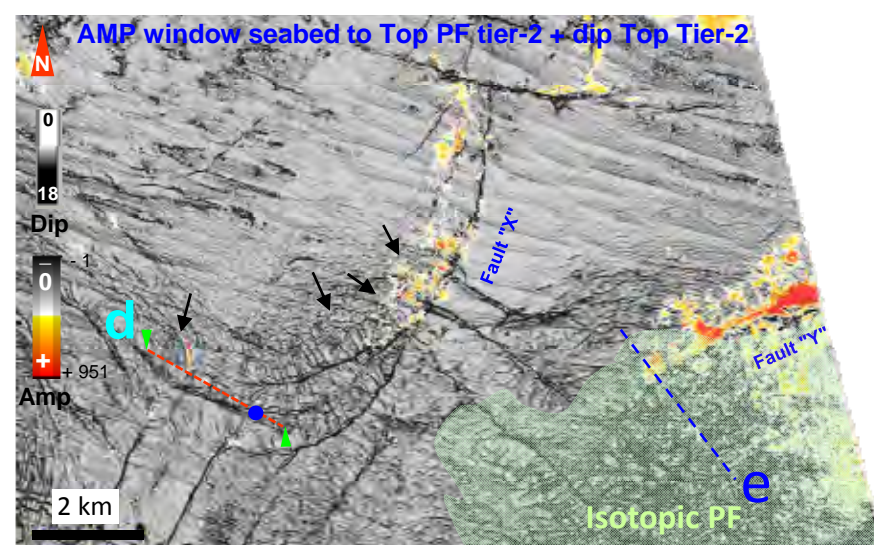 AMP window seabed to Top PF tier-2 + dip Top Tier-2
N
0
18
Dip
- 1
0
+
+ 951
Amp
d
Fault "X"
Fault "Y"
e
Isotopic PF
2 km